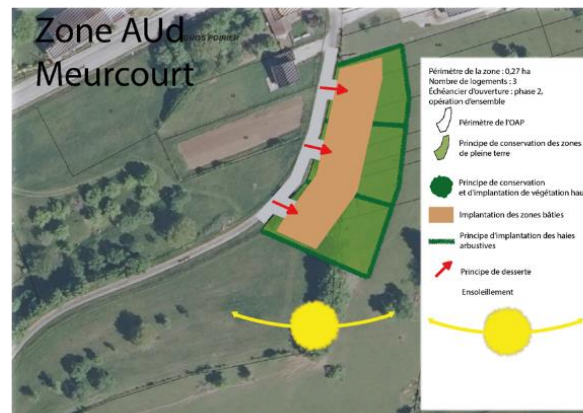 Zone AUd
Meurcourt
Périmètre de la zone : 0,27 ha
Nombre de logements : 3
Échéancier d'ouverture : phase 2,
opération d'ensemble
Périmètre de l'OAP
Principe de conservation des zones
de pleine terre
Principe de conservation
et d'implantation de végétation hau
Implantation des zones bâties
Principe d'implantation des haies
arbustives
Principe de desserte
Ensoleillement